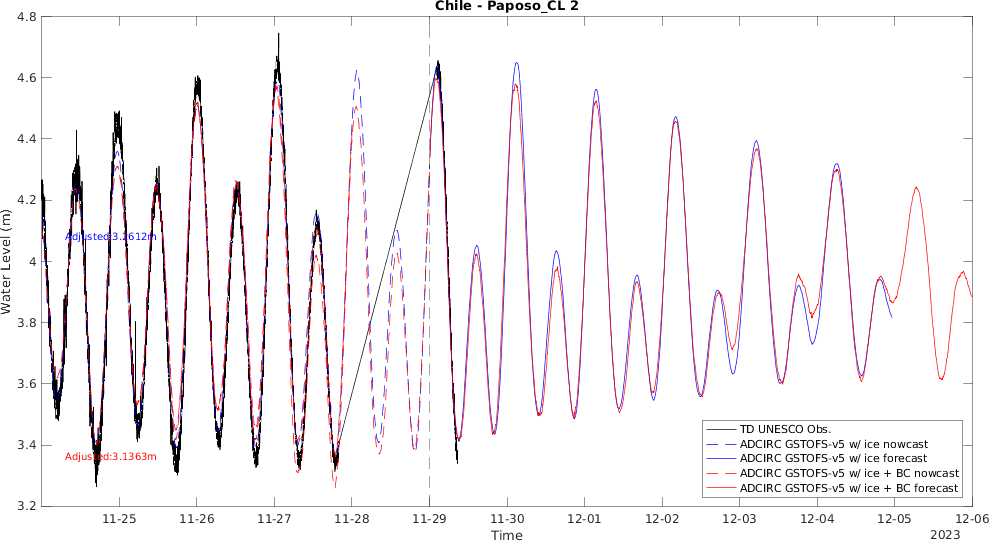 Chile - Paposo_CL 2
Water Level (m)
4.8
4.6
4.4
4.2
4
3.8
3.6
3.4
3.2
Adjusted:3.2612m
Adjusted:3.1363m
TD UNESCO Obs.
ADCIRC GSTOFS-v5 w/ ice nowcast
ADCIRC GSTOFS-v5 w/ ice forecast
ADCIRC GSTOFS-v5 w/ ice + BC nowcast
ADCIRC GSTOFS-v5 w/ ice + BC forecast
11-25 11-26 11-27 11-28 11-29 11-30 12-01 12-02 12-03 12-04 12-05 12-06
Time
2023